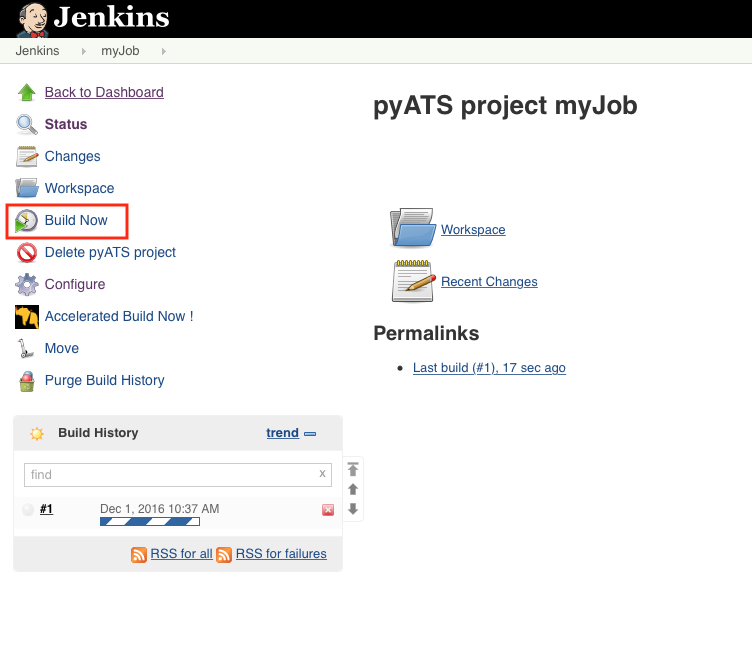 Jenkins
Jenkins myJob
Back to Dashboard
Status
Changes
Workspace
Build Now
Delete pyATS project
Configure
Accelerated Build Now !
Move
Purge Build History
pyATS project myJob
Workspace
Recent Changes
Permalinks
Last build (#1), 17 sec ago
Build History trend
find x
#1 Dec 1, 2016 10:37 AM
RSS for all RSS for failures